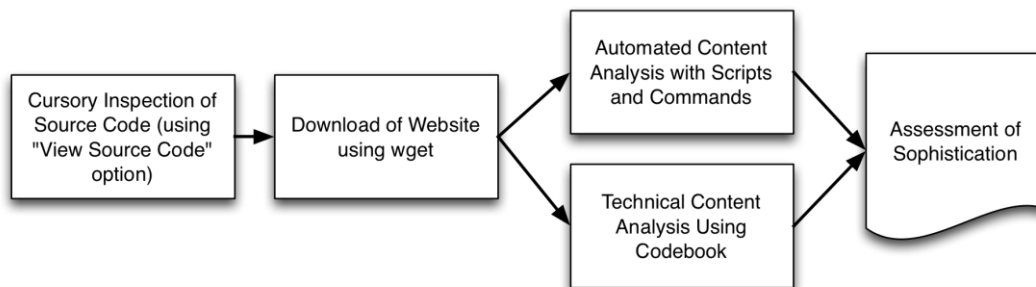 Cursory Inspection of
Source Code (using
"View Source Code"
option)
Download of Website
using wget
Automated Content
Analysis with Scripts
and Commands
Technical Content
Analysis Using
Codebook
Assessment of
Sophistication